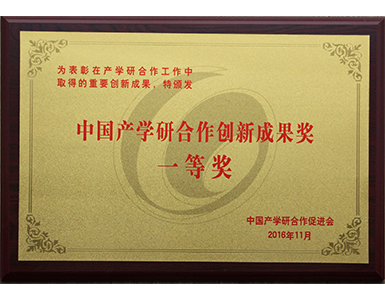 为表彰在产学研合作工作中
取得的重要创新成果，特颁发
中国产学研合作创新成果奖
一等奖
中国产学研合作促进会
2016年11月